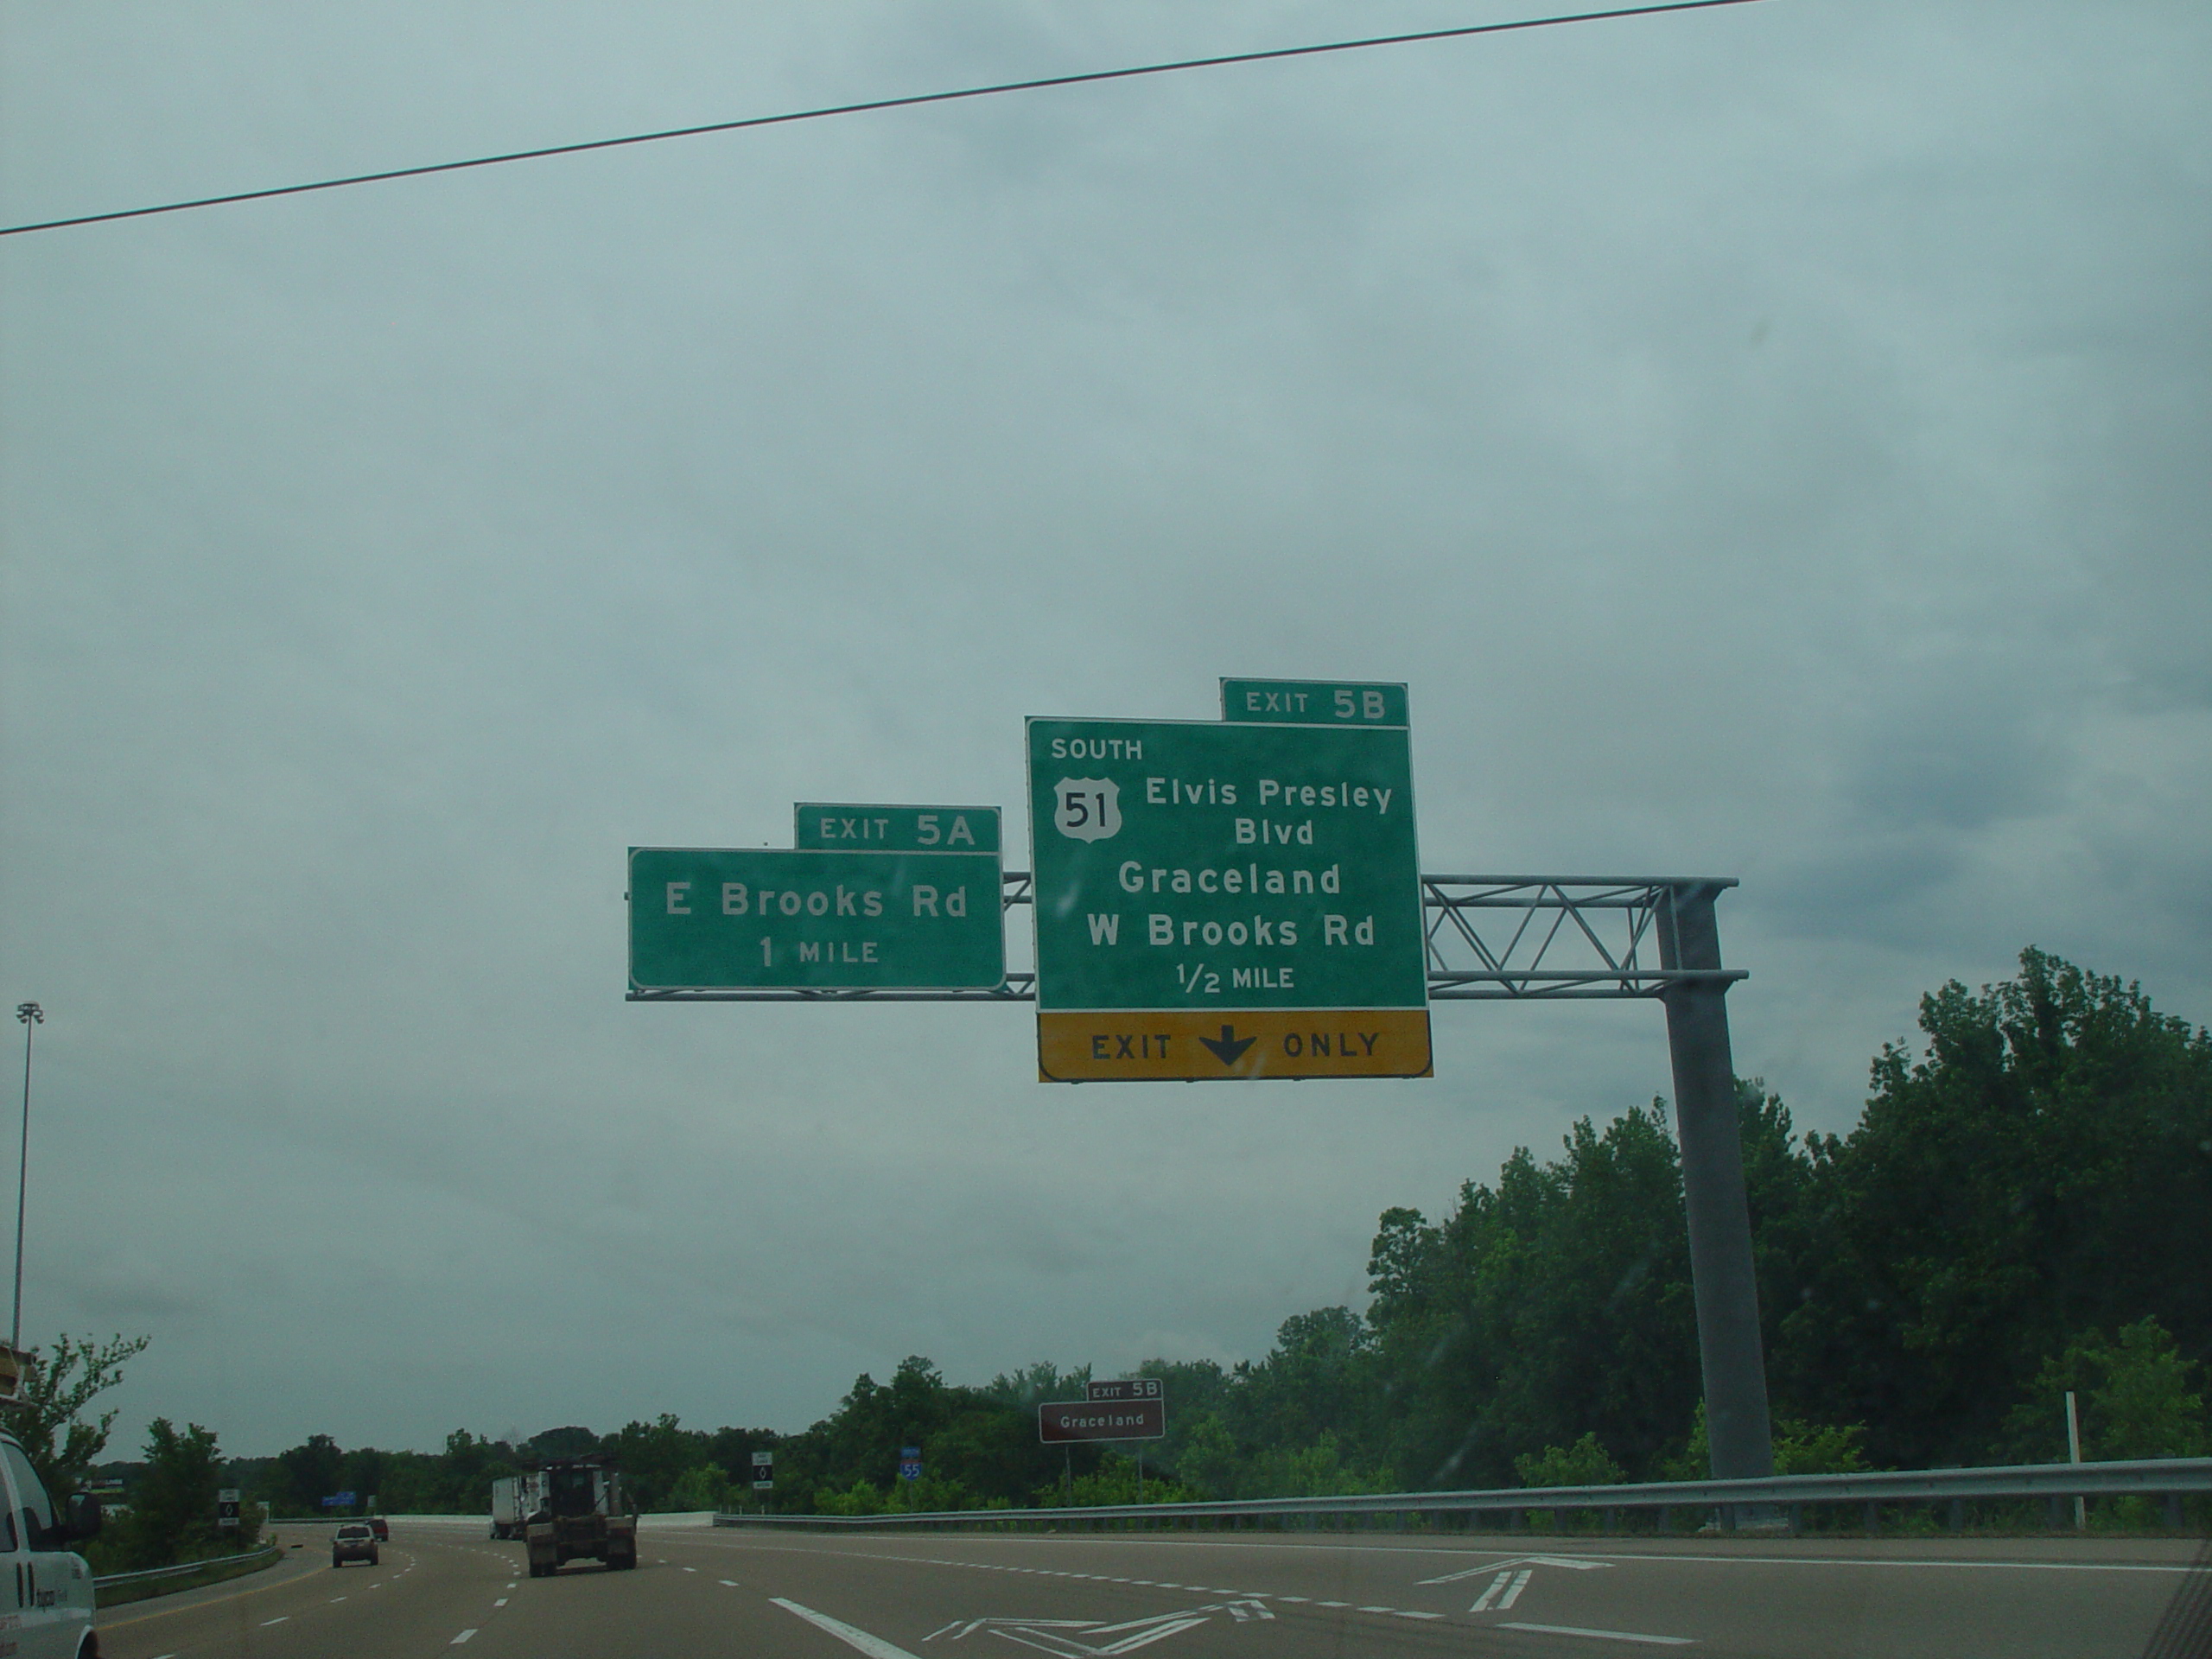 EXIT 5A
E Brooks Rd
1 MILE
EXIT 5B
SOUTH
51
Elvis Presley
Blvd
Graceland
W Brooks Rd
1/2 MILE
EXIT ONLY
EXIT 5B
Graceland
55